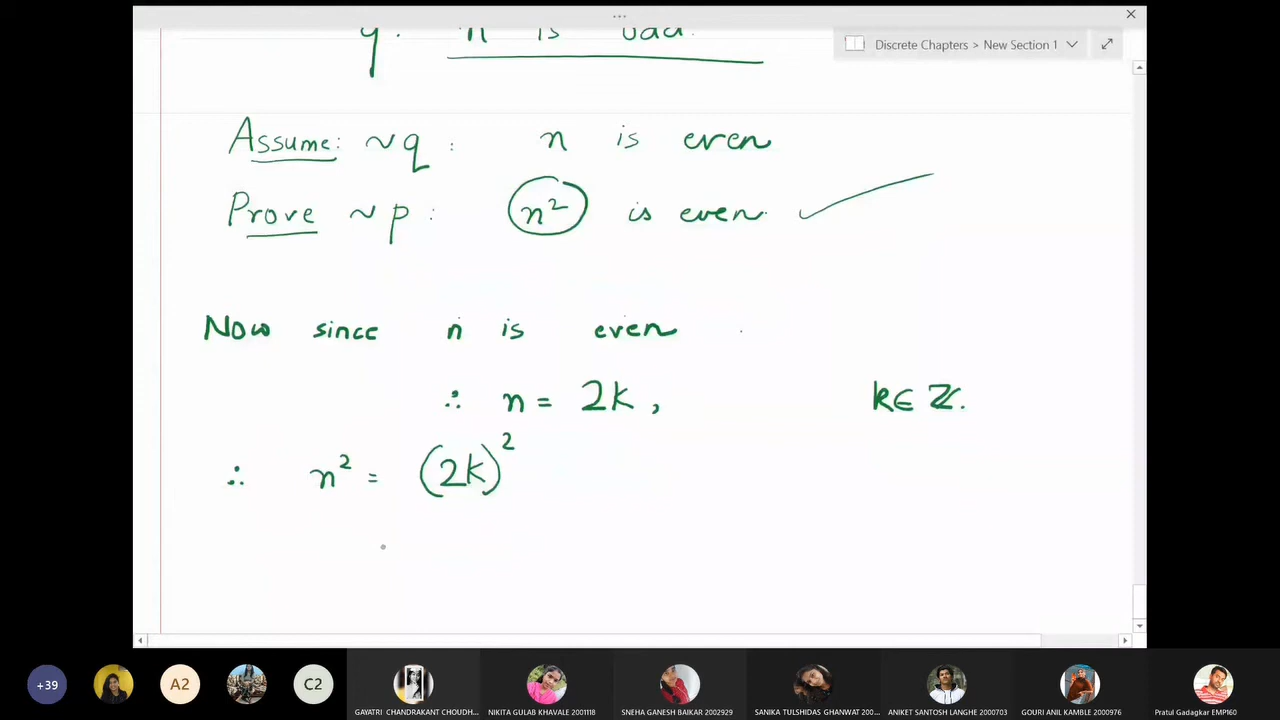 q: n is odd.
Discrete Chapters > New Section 1
Assume: ~q : n is even
Prove ~p : n² is even.
Now since n is even
∴ n = 2k, k∈ ℤ.
∴ n² = (2k)²
+39
A2
C2
GAYATRI CHANDRAKANT CHOUDH...
NIKITA GULAB KHAVALE 2001118
SNEHA GANESH BAIKAR 2002929
SANIKA TULSHIDAS GHANWAT 200...
ANIKET SANTOSH LANGHE 2000703
GOURI ANIL KAMBLE 2000976
Pratul Gadagkar EMP160